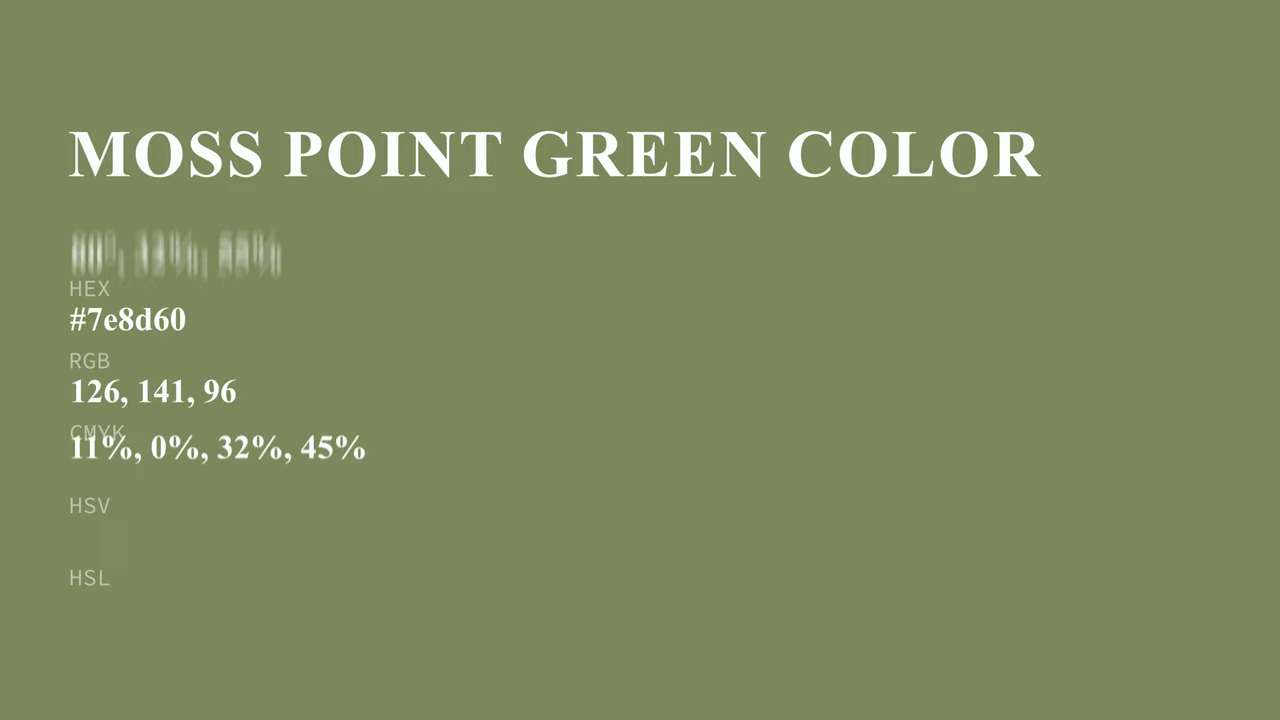 MOSS POINT GREEN COLOR
HEX
#7e8d60
RGB
126, 141, 96
CMYK
11%, 0%, 32%, 45%
HSV
HSL